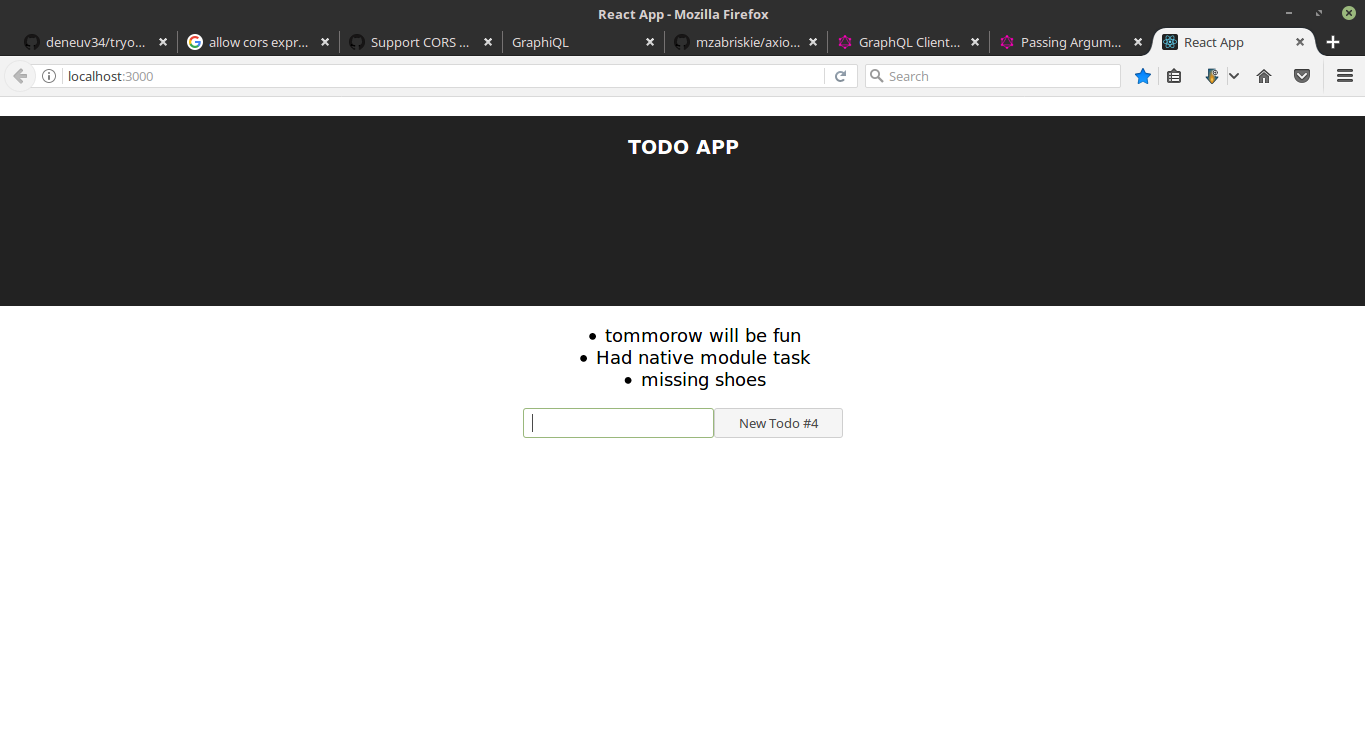 React App - Mozilla Firefox
deneuv34/tryo... allow cors expr... Support CORS ... GraphiQL mzabriskie/axio... GraphQL Client... Passing Argum... React App
localhost:3000 Search
TODO APP
• tommorow will be fun
• Had native module task
• missing shoes
New Todo #4